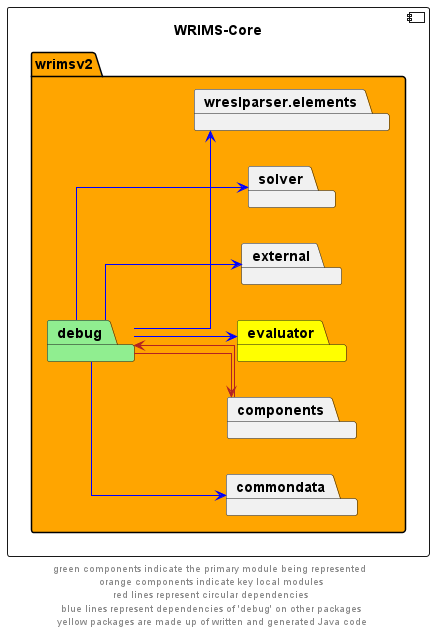 WRIMS-Core
wrimsv2
wreslparser.elements
solver
external
debug
evaluator
components
commondata
green components indicate the primary module being represented
orange components indicate key local modules
red lines represent circular dependencies
blue lines represent dependencies of 'debug' on other packages
yellow packages are made up of written and generated Java code